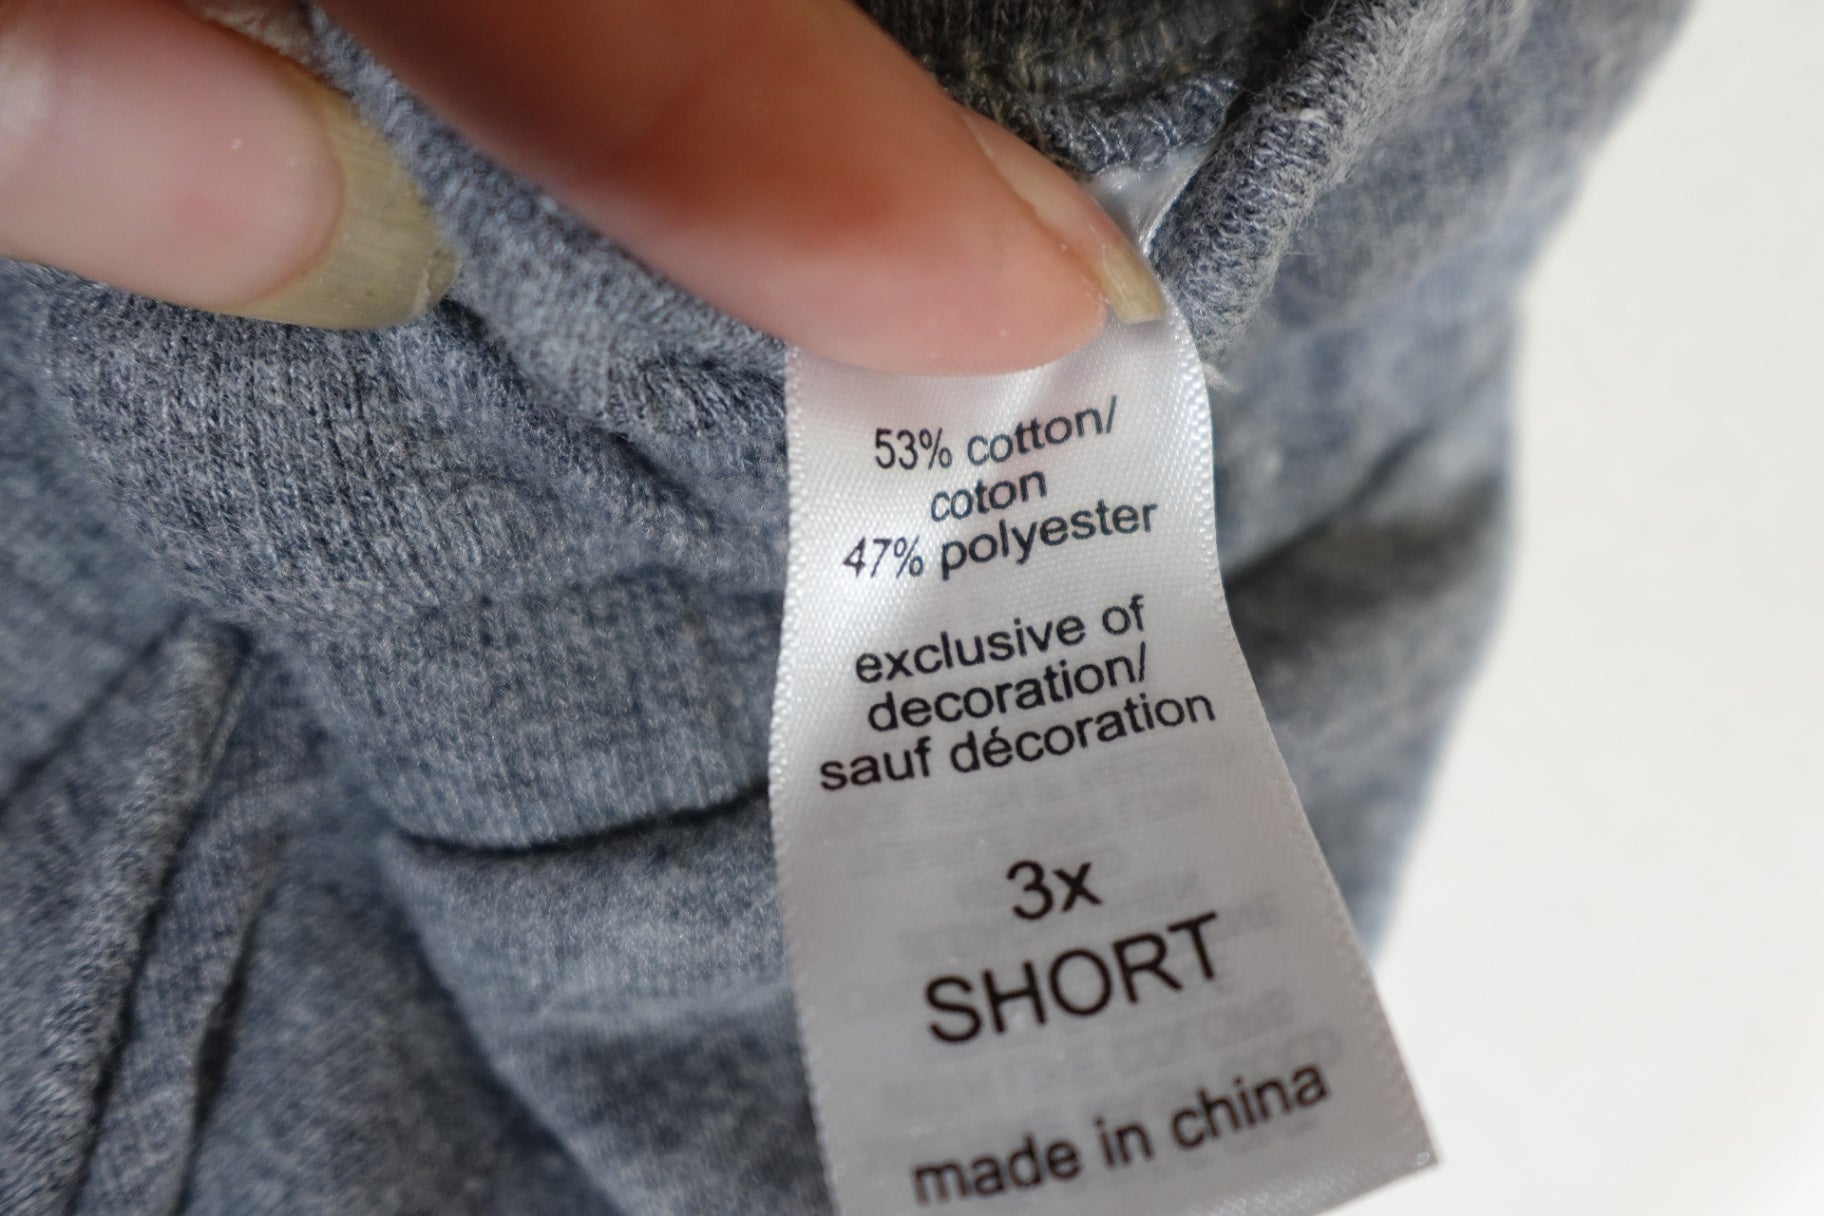 53% cotton/
coton
47% polyester
exclusive of
decoration/
sauf décoration
3x
SHORT
made in china